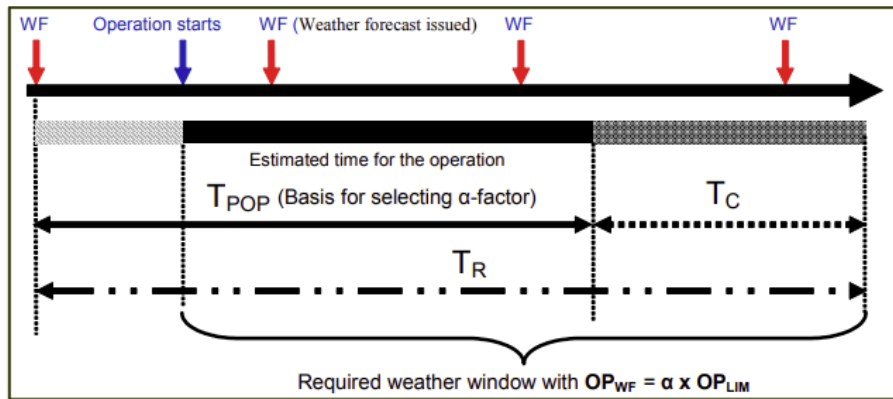 WF Operation starts WF (Weather forecast issued) WF WF
Estimated time for the operation
TPOP (Basis for selecting α-factor) TC
TR
Required weather window with OPWF = α x OPLIM